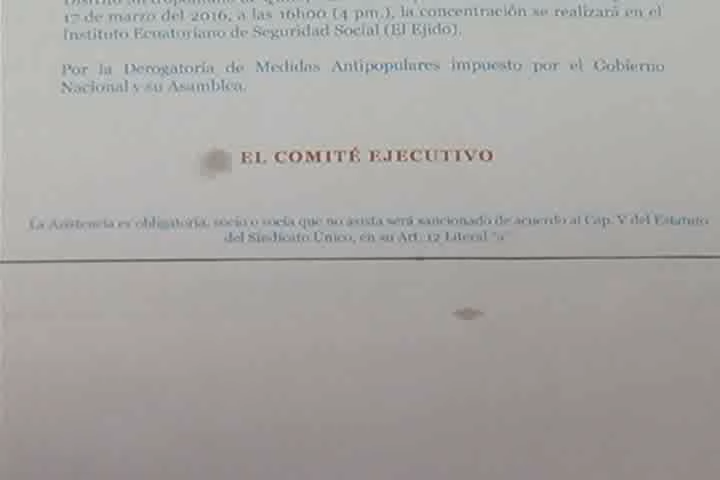 17 de marzo del 2016, a las 16h00 (4 pm.), la concentración se realizará en el
Instituto Ecuatoriano de Seguridad Social (El Ejido).
Por la Derogatoria de Medidas Antipopulares impuesto por el Gobierno
Nacional y su Asamblea.
EL COMITÉ EJECUTIVO
La Asistencia es obligatoria, socio o socia que no asista será sancionado de acuerdo al Cap. V del Estatuto
del Sindicato Único, en su Art. 12 Literal "a"